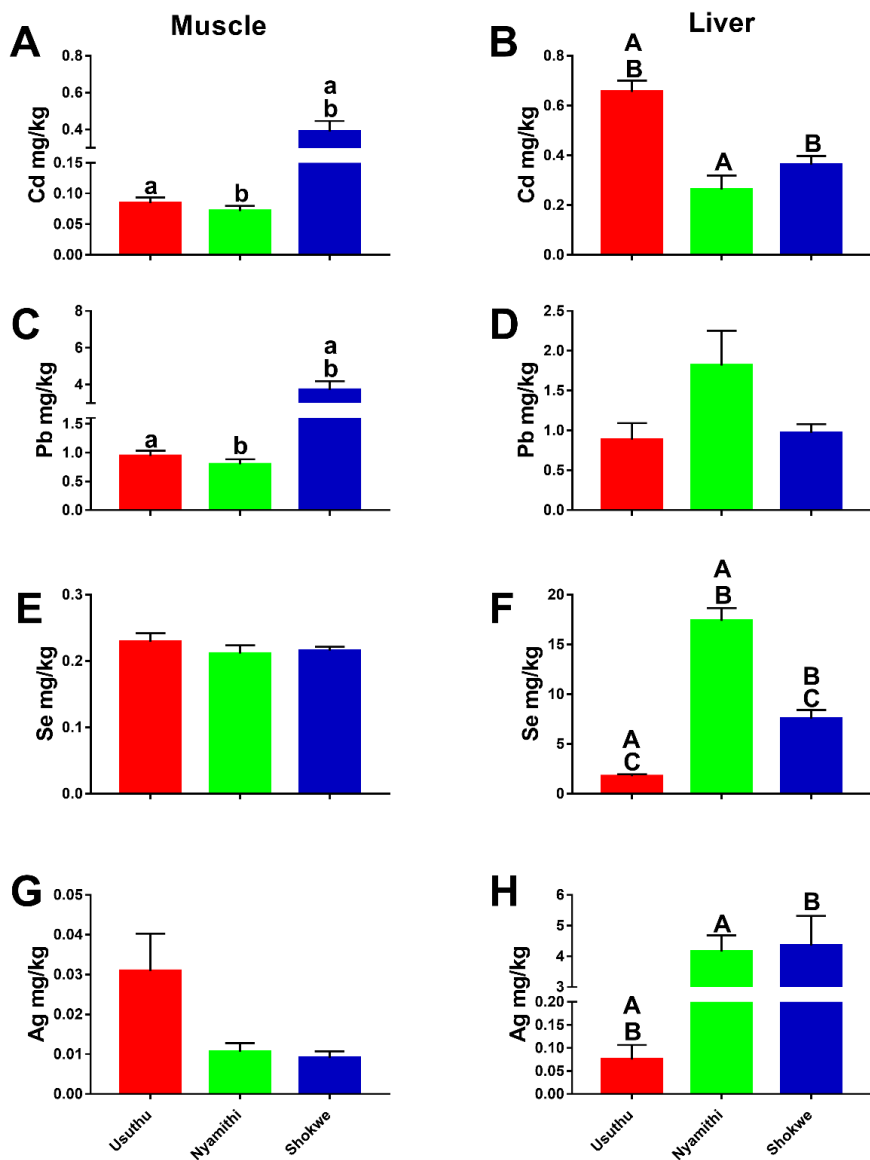 Muscle
Liver
A
Cd mg/kg
0.8
0.6
0.4
0.15
0.10
0.05
0.00
a
b
a
b
B
Cd mg/kg
0.8
0.6
0.4
0.2
0.0
A
B
A
B
C
Pb mg/kg
8
6
4
1.5
1.0
0.5
0.0
a
b
a
b
D
Pb mg/kg
2.5
2.0
1.5
1.0
0.5
0.0
E
Se mg/kg
0.3
0.2
0.1
0.0
F
Se mg/kg
20
15
10
5
0
A
C
A
B
B
C
G
Ag mg/kg
0.05
0.04
0.03
0.02
0.01
0.00
Usuthu
Nyamithi
Shokwe
H
Ag mg/kg
6
5
4
3
0.20
0.15
0.10
0.05
0.00
A
B
A
B
Usuthu
Nyamithi
Shokwe